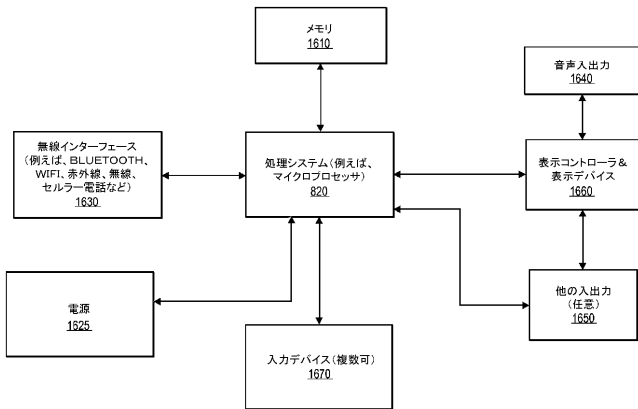 メモリ
1610
音声入出力
1640
無線インターフェース
(例えば、BLUETOOTH、
WIFI、赤外線、無線、
セルラー電話など)
1630
処理システム(例えば、
マイクロプロセッサ)
820
表示コントローラ&
表示デバイス
1660
電源
1625
入力デバイス(複数可)
1670
他の入出力
(任意)
1650